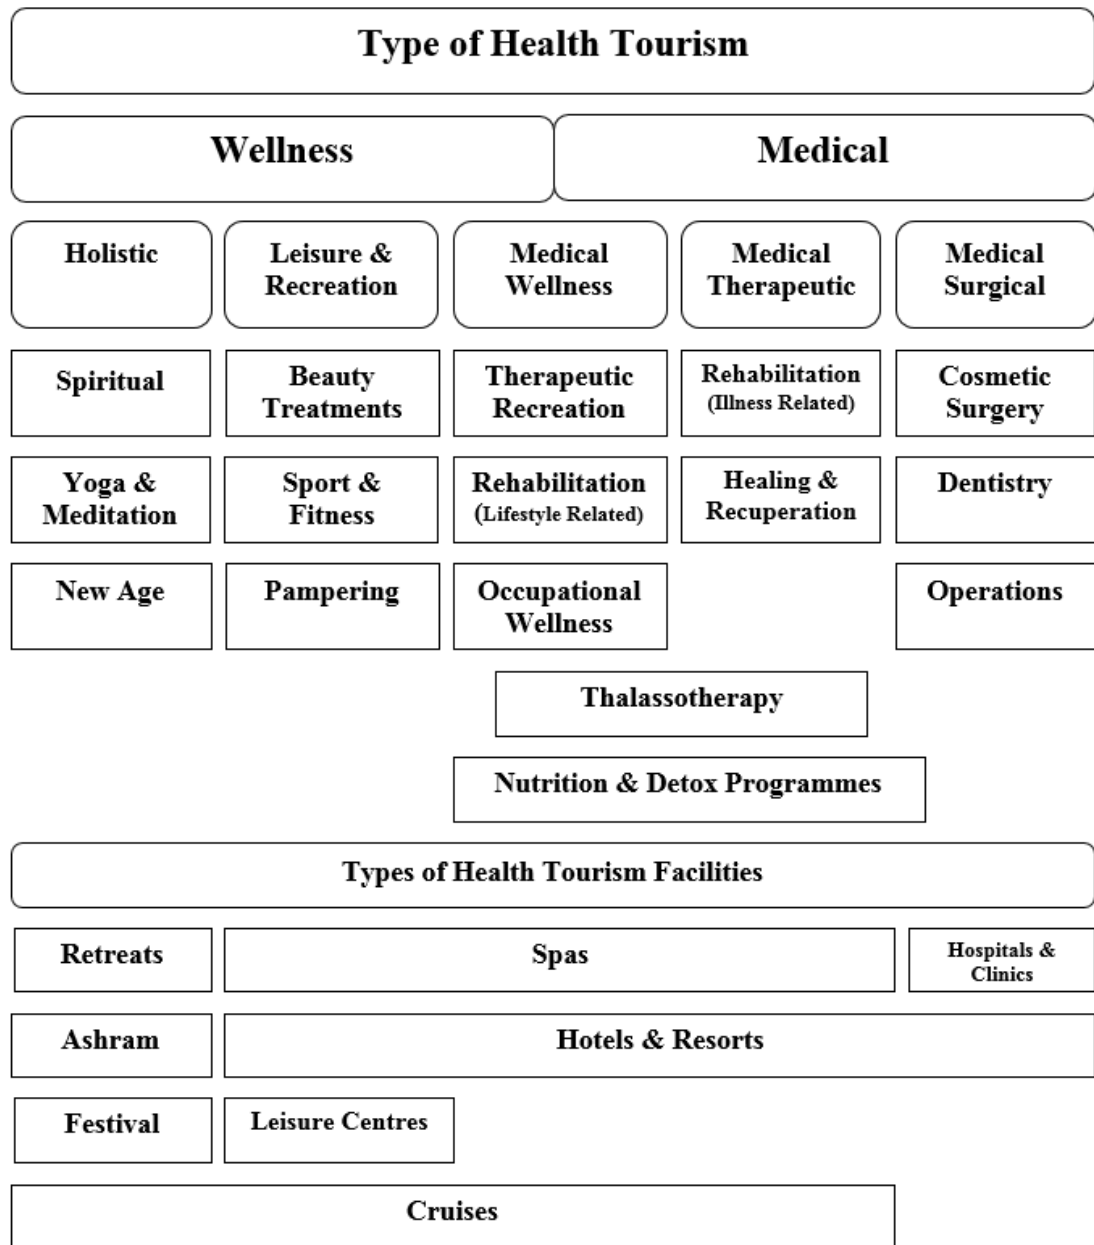 Type of Health Tourism
Wellness
Medical
Holistic
Leisure &
Recreation
Medical
Wellness
Medical
Therapeutic
Medical
Surgical
Spiritual
Beauty
Treatments
Therapeutic
Recreation
Rehabilitation
(Illness Related)
Cosmetic
Surgery
Yoga &
Meditation
Sport &
Fitness
Rehabilitation
(Lifestyle Related)
Healing &
Recuperation
Dentistry
New Age
Pampering
Occupational
Wellness
Operations
Thalassotherapy
Nutrition & Detox Programmes
Types of Health Tourism Facilities
Retreats
Spas
Hospitals &
Clinics
Ashram
Hotels & Resorts
Festival
Leisure Centres
Cruises